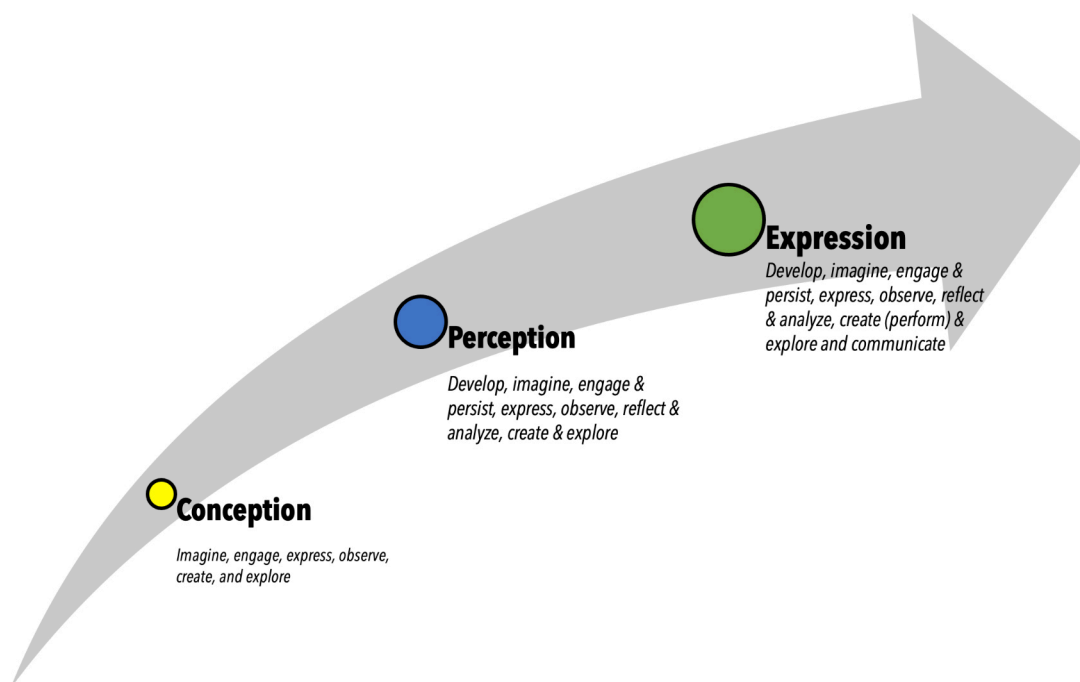 Expression
Develop, imagine, engage &
persist, express, observe, reflect
& analyze, create (perform) &
explore and communicate
Perception
Develop, imagine, engage &
persist, express, observe, reflect &
analyze, create & explore
Conception
Imagine, engage, express, observe,
create, and explore